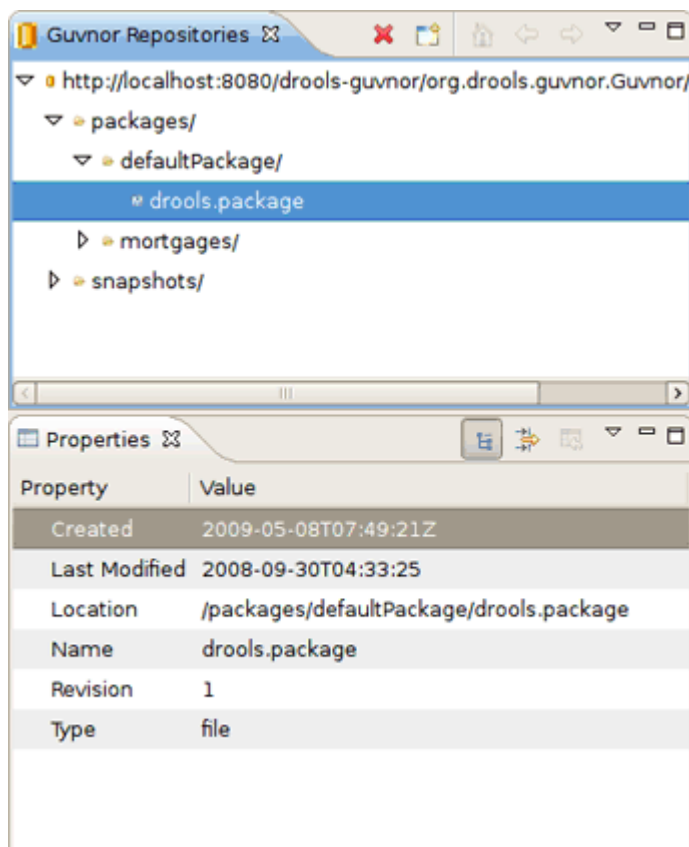 Guvnor Repositories
http://localhost:8080/drools-guvnor/org.drools.guvnor.Guvnor/
packages/
defaultPackage/
drools.package
mortgages/
snapshots/
Properties
Property Value
Created 2009-05-08T07:49:21Z
Last Modified 2008-09-30T04:33:25
Location /packages/defaultPackage/drools.package
Name drools.package
Revision 1
Type file